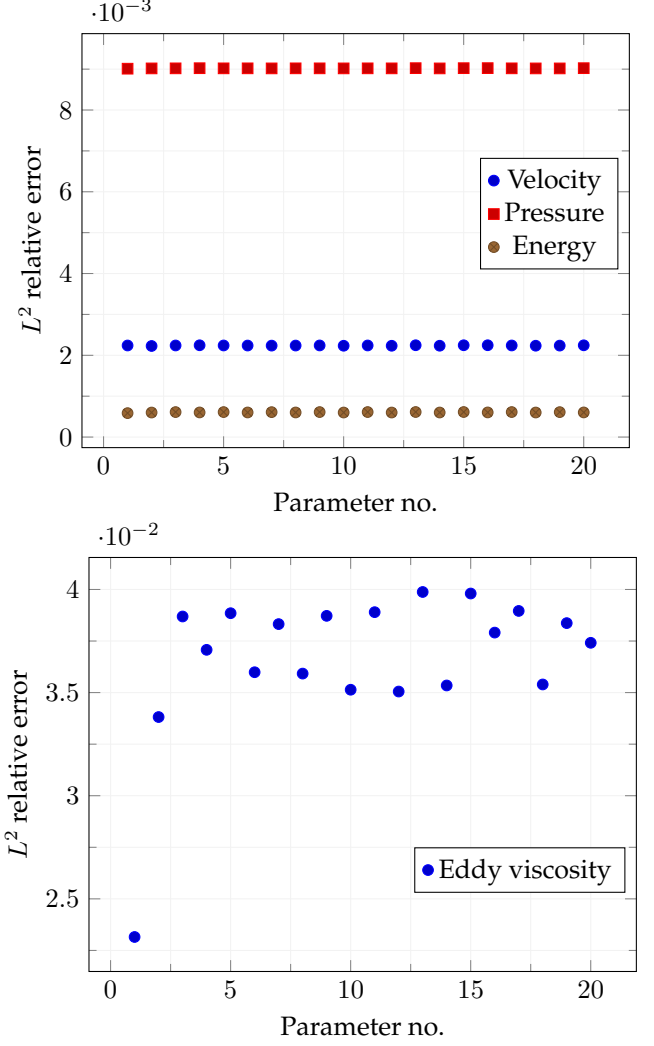 ·10−3
8
6
4
2
0
L2 relative error
Velocity
Pressure
Energy
0 5 10 15 20
Parameter no.
·10−2
4
3.5
3
2.5
L2 relative error
Eddy viscosity
0 5 10 15 20
Parameter no.